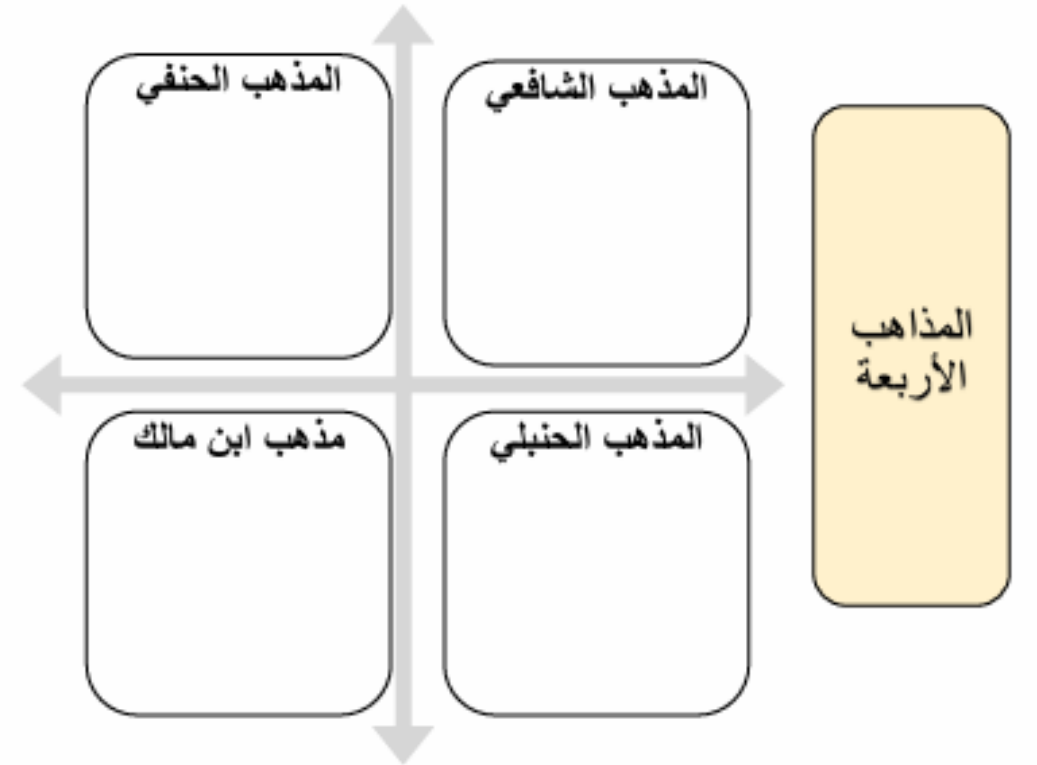 المذاهب
الأربعة
المذهب الشافعي
المذهب الحنفي
المذهب الحنبلي
مذهب ابن مالك